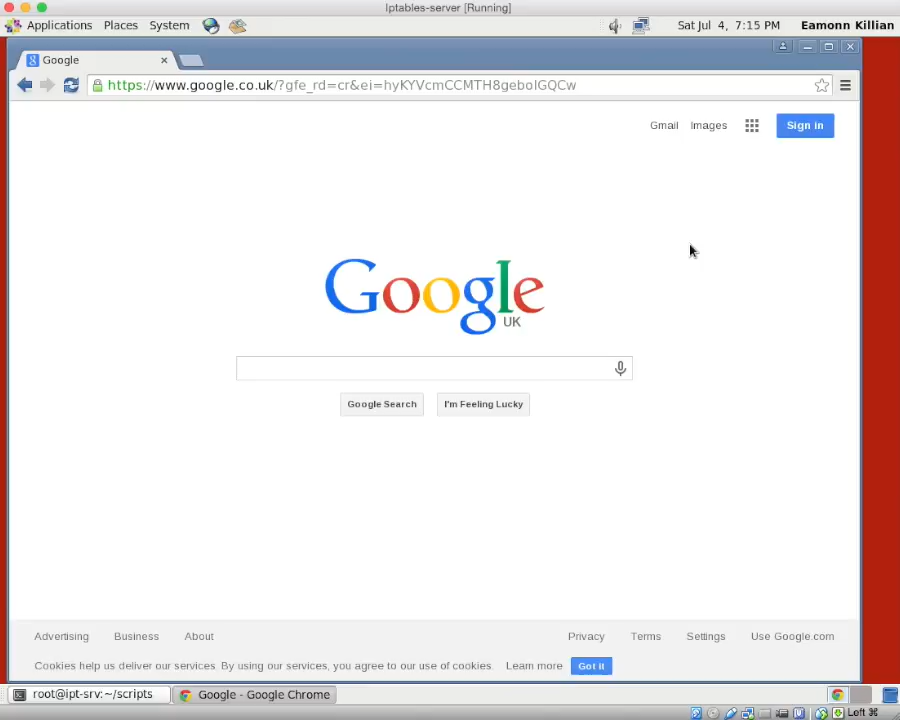 Iptables-server [Running]
Applications Places System Sat Jul 4, 7:15 PM Eamonn Killian
Google
https://www.google.co.uk/?gfe_rd=cr&ei=hyKYVcmCCMTH8gebolGQCw
Gmail Images Sign in
Google
UK
Google Search I'm Feeling Lucky
Advertising Business About Privacy Terms Settings Use Google.com
Cookies help us deliver our services. By using our services, you agree to our use of cookies. Learn more Got it
root@ipt-srv:~/scripts Google - Google Chrome
Left ⌘